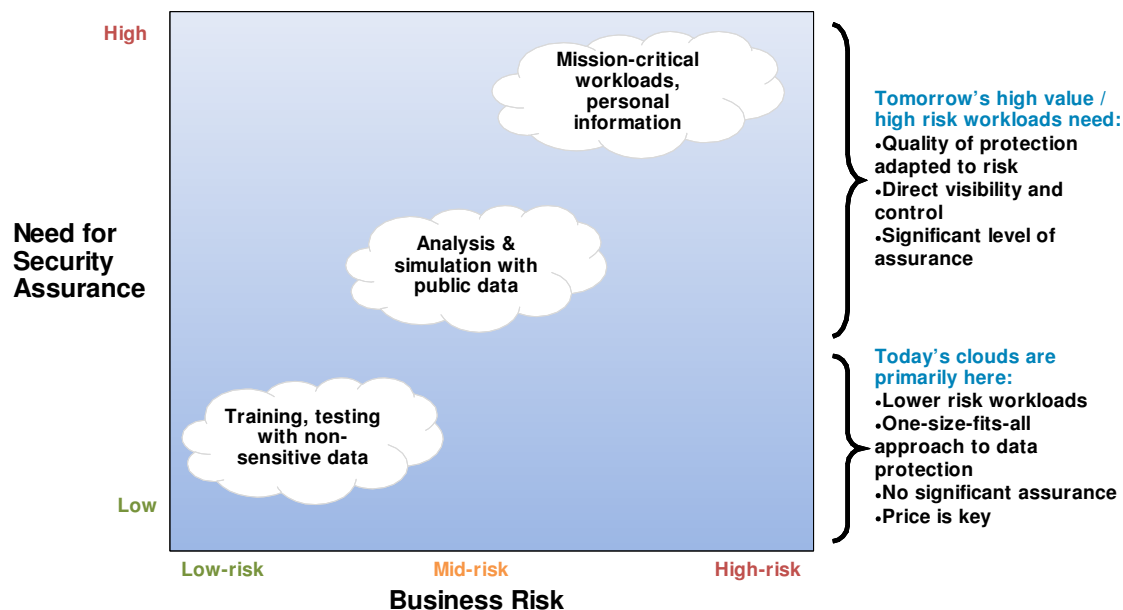 High
Mission-critical
workloads,
personal
information
Tomorrow's high value /
high risk workloads need:
•Quality of protection
adapted to risk
•Direct visibility and
control
•Significant level of
assurance
Need for
Security
Assurance
Analysis &
simulation with
public data
Today's clouds are
primarily here:
•Lower risk workloads
•One-size-fits-all
approach to data
protection
•No significant assurance
•Price is key
Training, testing
with non-
sensitive data
Low
Low-risk
Mid-risk
High-risk
Business Risk